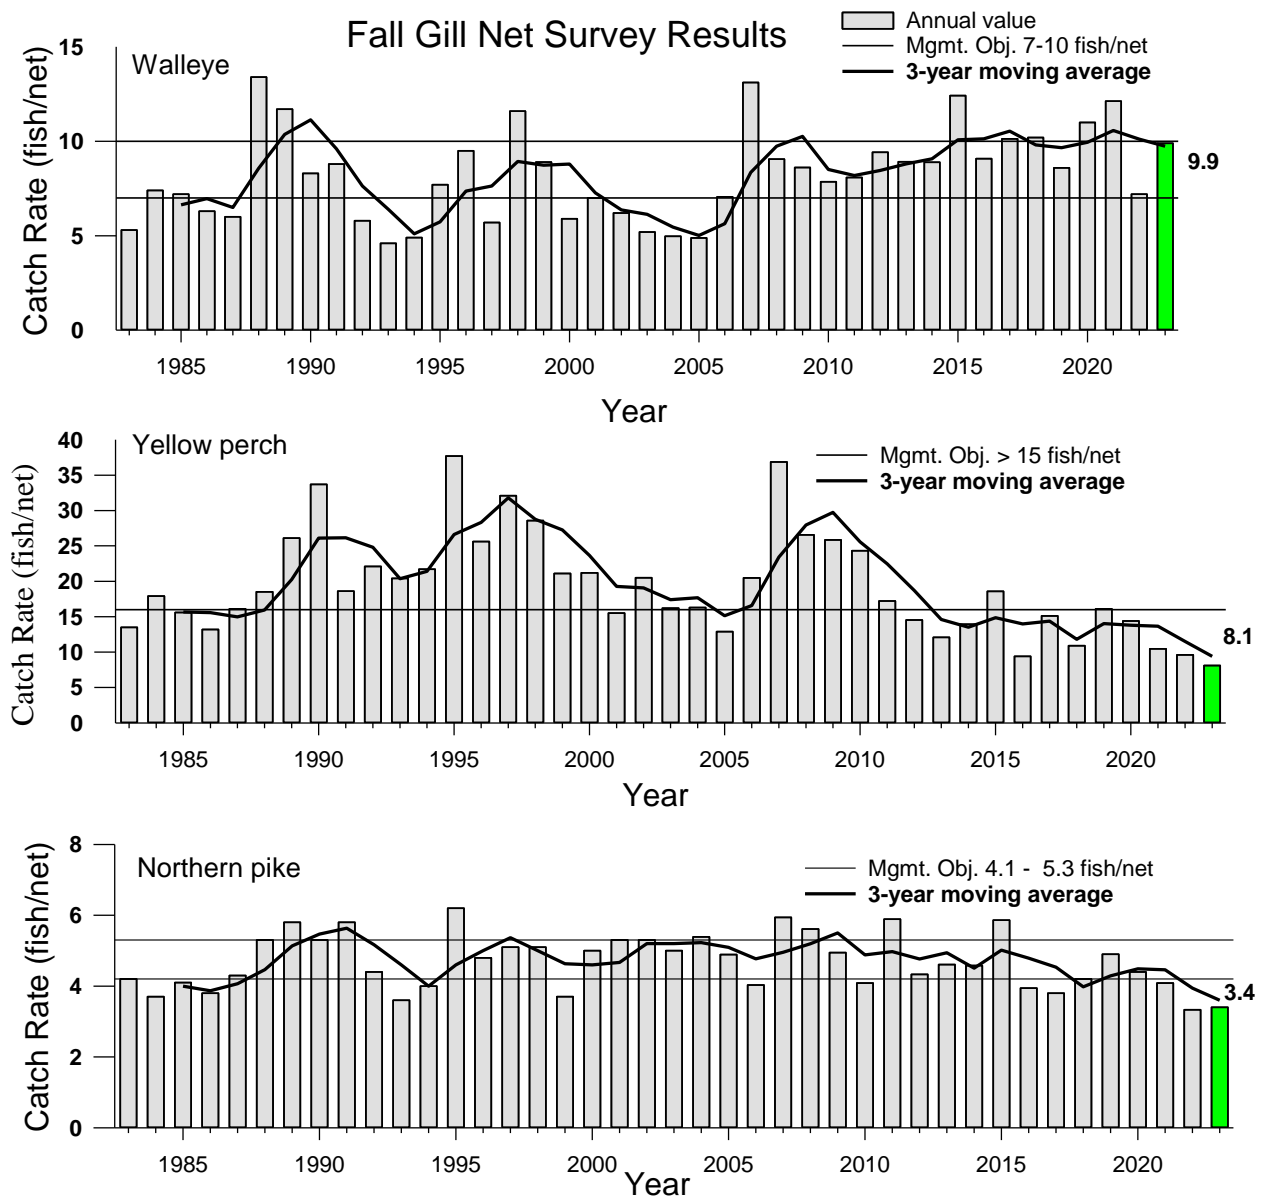 Fall Gill Net Survey Results
Annual value
Mgmt. Obj. 7-10 fish/net
3-year moving average
Walleye
Catch Rate (fish/net)
15
10
5
0
9.9
1985 1990 1995 2000 2005 2010 2015 2020
Year
Yellow perch
Mgmt. Obj. > 15 fish/net
3-year moving average
Catch Rate (fish/net)
40
35
30
25
20
15
10
5
0
8.1
1985 1990 1995 2000 2005 2010 2015 2020
Year
Northern pike
Mgmt. Obj. 4.1 - 5.3 fish/net
3-year moving average
Catch Rate (fish/net)
8
6
4
2
0
3.4
1985 1990 1995 2000 2005 2010 2015 2020
Year